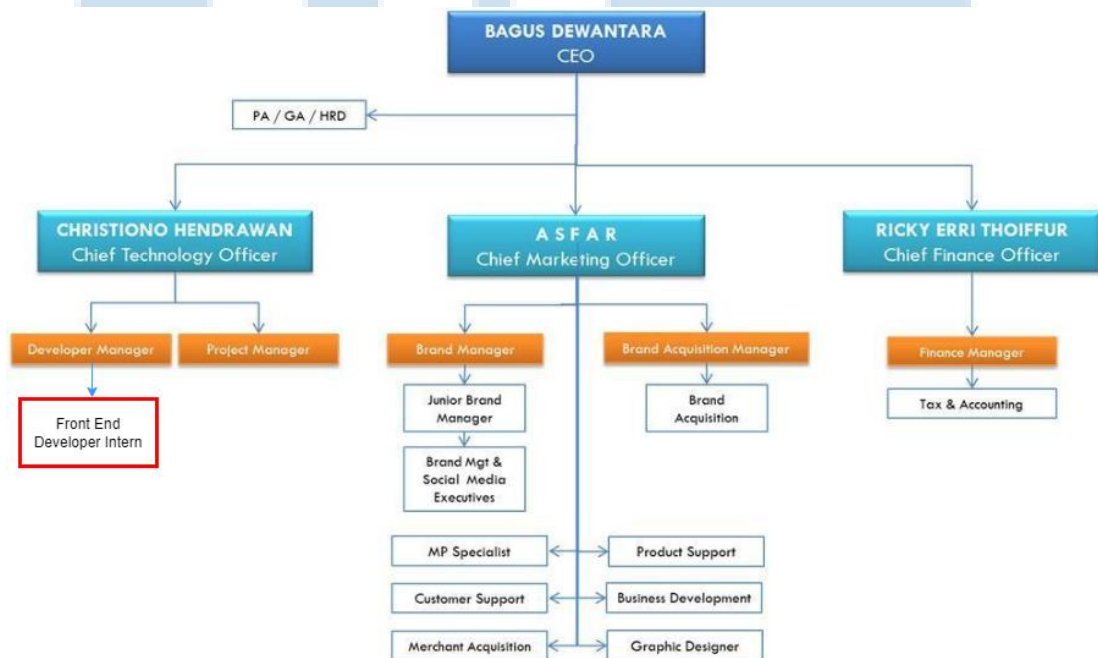 BAGUS DEWANTARA
CEO
PA / GA / HRD
CHRISTIONO HENDRAWAN
Chief Technology Officer
A S F A R
Chief Marketing Officer
RICKY ERRI THOIFFUR
Chief Finance Officer
Developer Manager
Project Manager
Brand Manager
Brand Acquisition Manager
Finance Manager
Front End
Developer Intern
Junior Brand
Manager
Brand
Acquisition
Tax & Accounting
Brand Mgt &
Social Media
Executives
MP Specialist
Product Support
Customer Support
Business Development
Merchant Acquisition
Graphic Designer